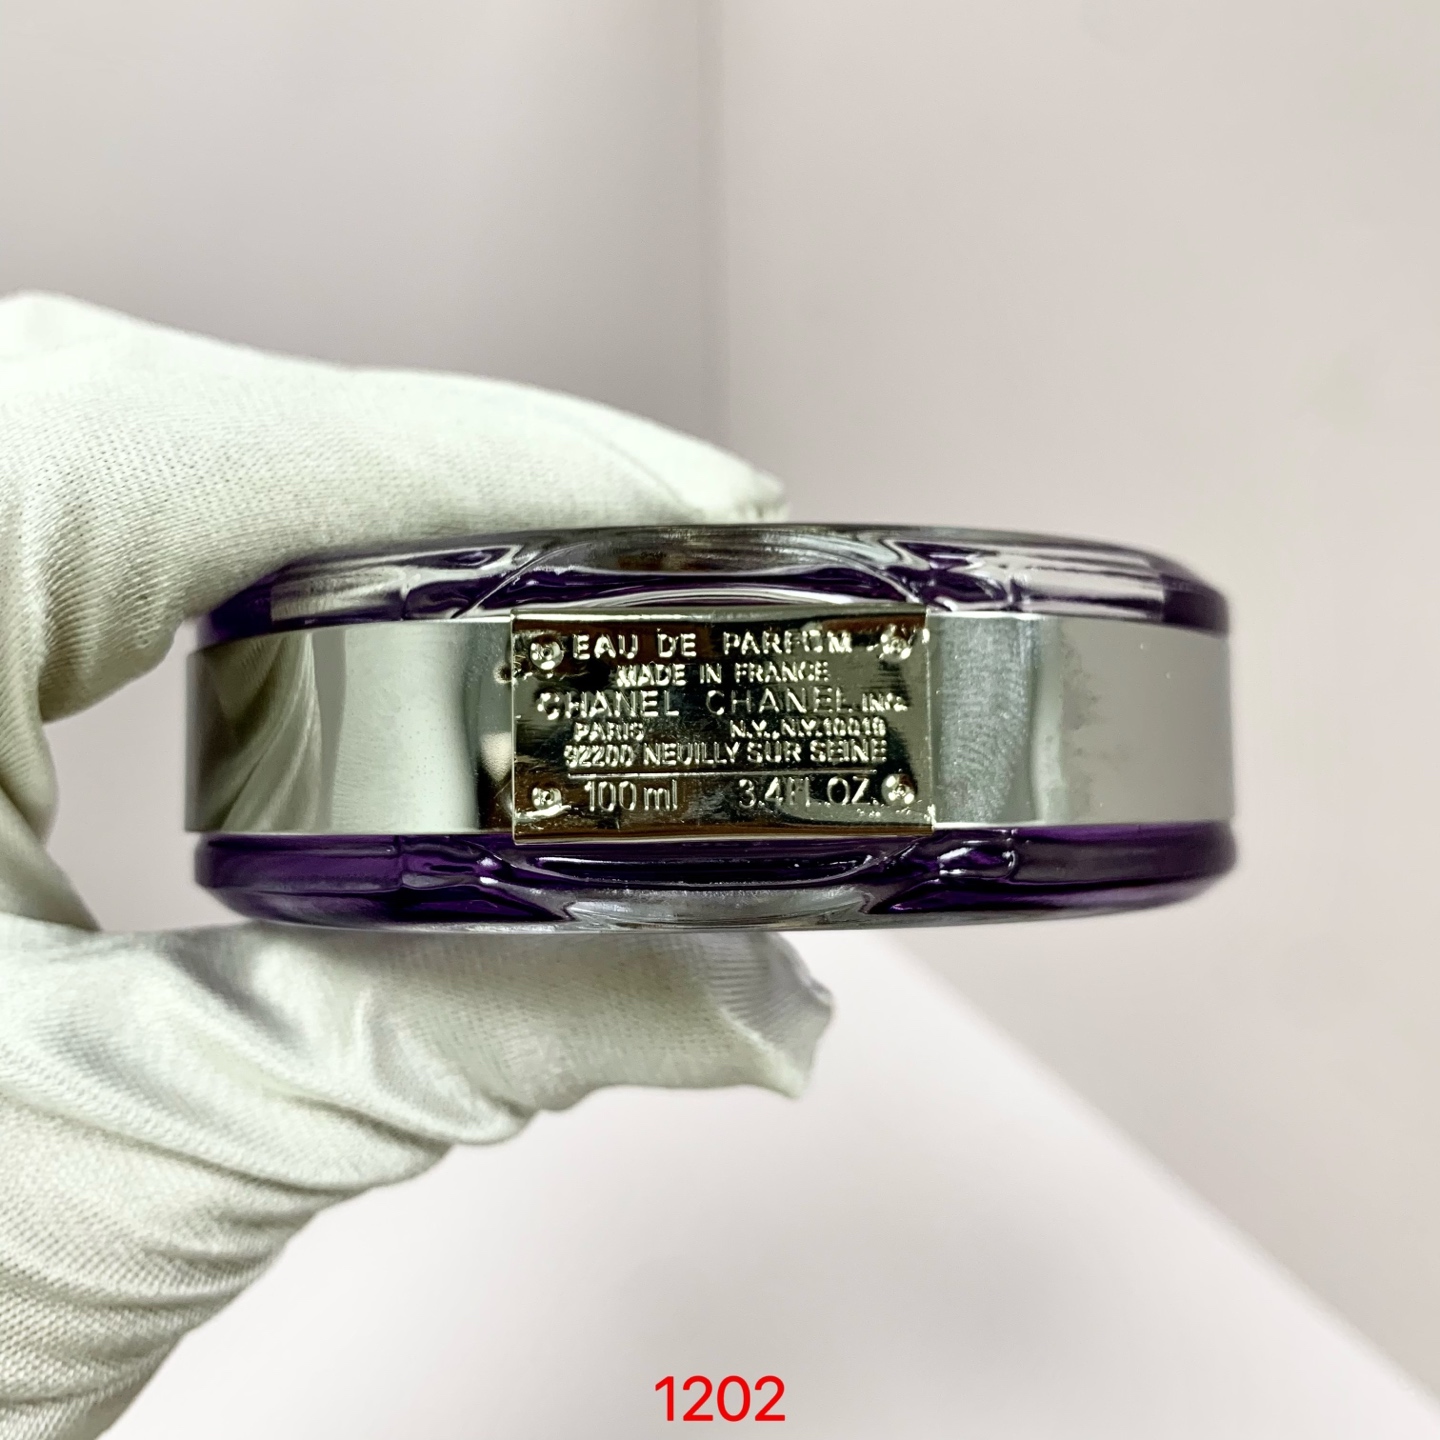 EAU DE PARFUM
MADE IN FRANCE
CHANEL CHANEL INC.
PARIS N.Y., N.Y. 10019
92200 NEUILLY SUR SEINE
100 ml 3.4 FL. OZ.
1202